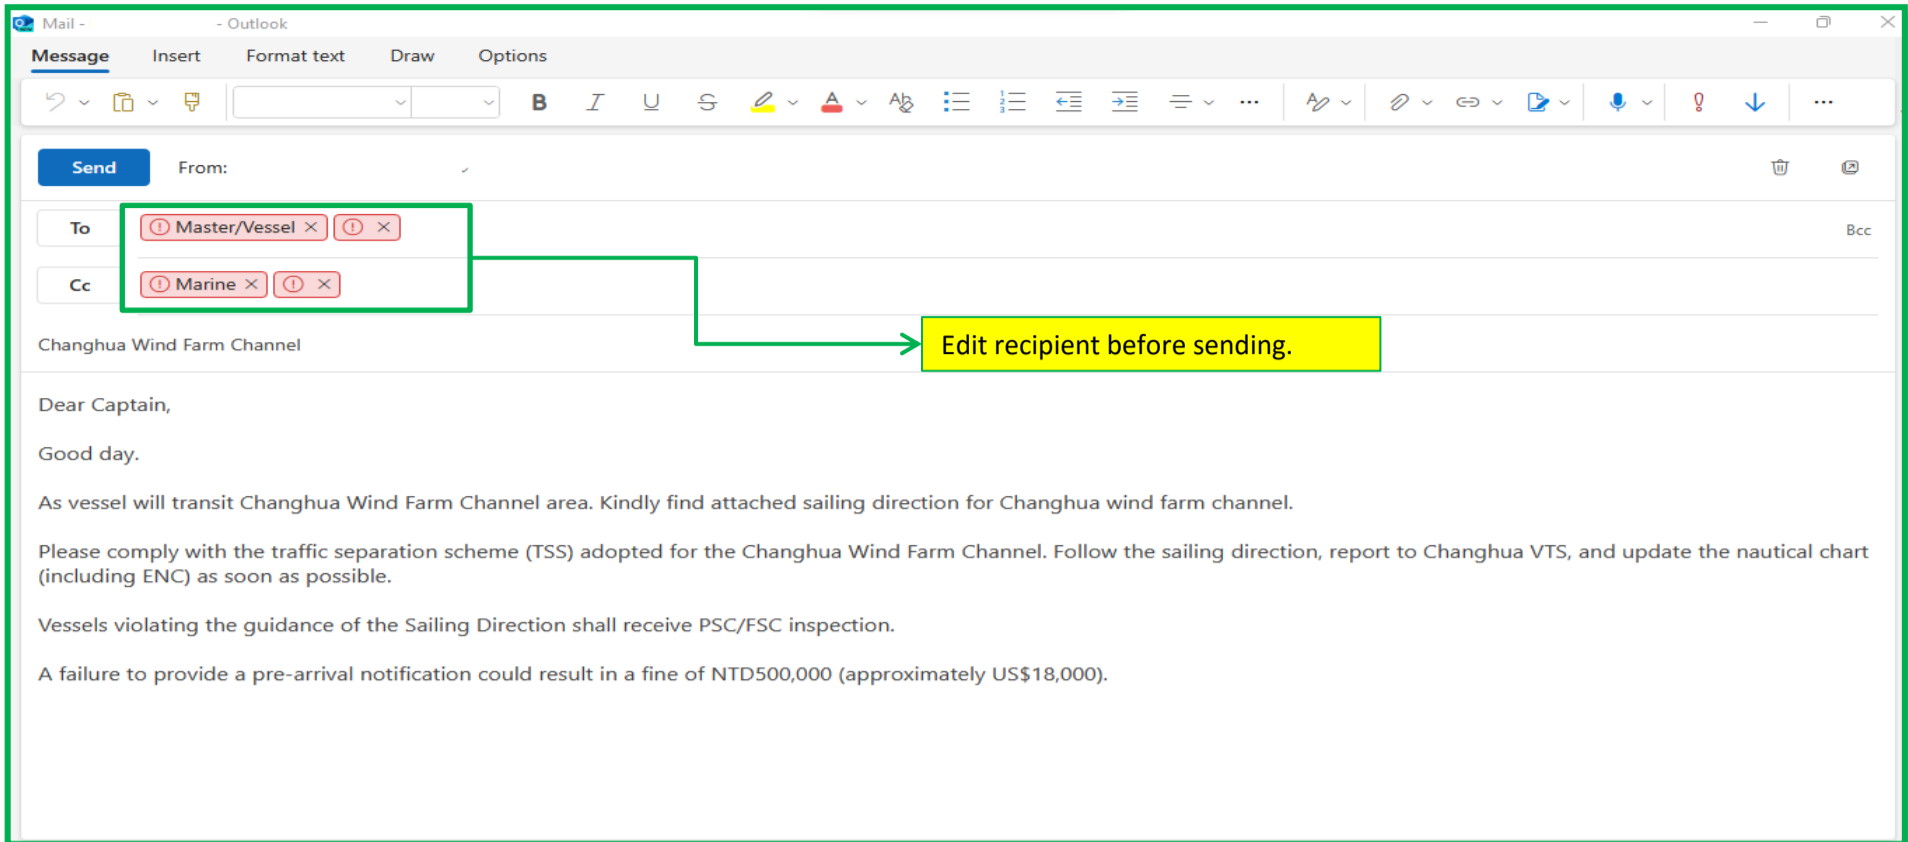 Mail - - Outlook
Message Insert Format text Draw Options
Send From:
To Master/Vessel Bcc
Cc Marine
Changhua Wind Farm Channel
Edit recipient before sending.
Dear Captain,
Good day.
As vessel will transit Changhua Wind Farm Channel area. Kindly find attached sailing direction for Changhua wind farm channel.
Please comply with the traffic separation scheme (TSS) adopted for the Changhua Wind Farm Channel. Follow the sailing direction, report to Changhua VTS, and update the nautical chart
(including ENC) as soon as possible.
Vessels violating the guidance of the Sailing Direction shall receive PSC/FSC inspection.
A failure to provide a pre-arrival notification could result in a fine of NTD500,000 (approximately US$18,000).